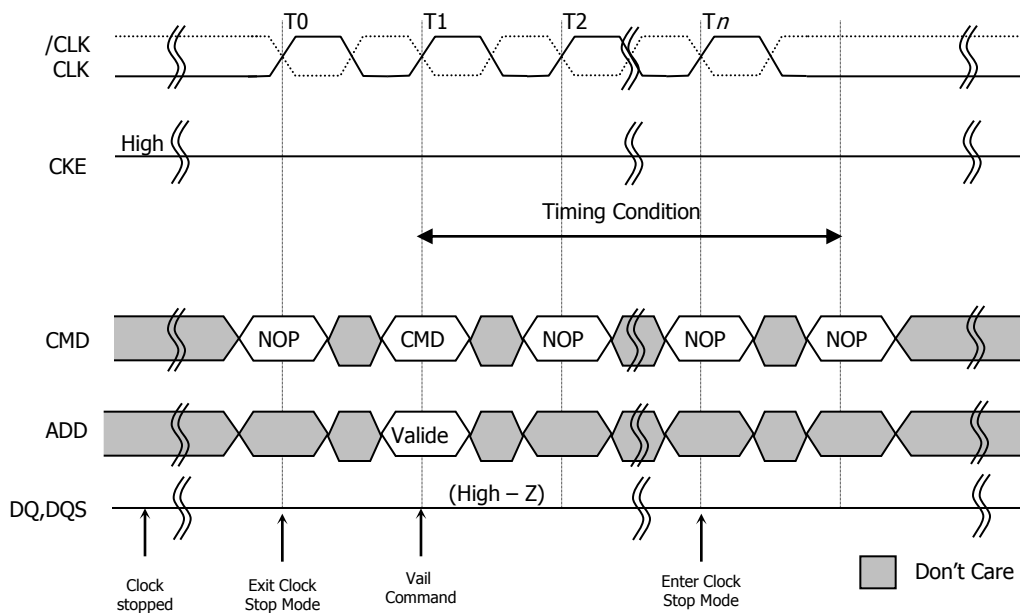 T0 T1 T2 Tn
/CLK
CLK
High
CKE
Timing Condition
CMD NOP CMD NOP NOP NOP
ADD Valide
(High – Z)
DQ,DQS
Clock
stopped
Exit Clock
Stop Mode
Vail
Command
Enter Clock
Stop Mode
Don't Care